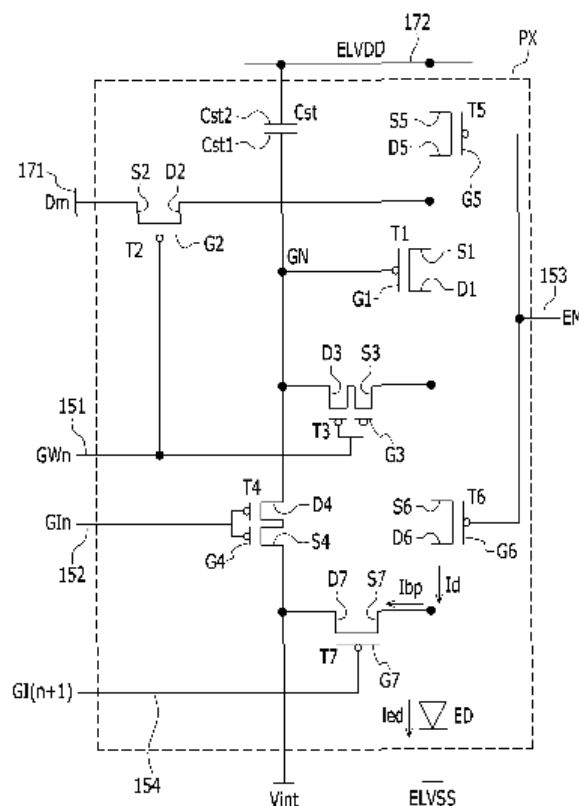 172
ELVDD
PX
Cst2
Cst
Cst1
S5
T5
D5
G5
171
Dm
S2
D2
T2
G2
GN
T1
S1
G1
D1
153
EM
D3
S3
151
T3
G3
GWn
T4
D4
S6
T6
GIn
G4
S4
D6
G6
152
D7
S7
Ibp
Id
T7
G7
GI(n+1)
Iled
ED
154
Vint
ELVSS